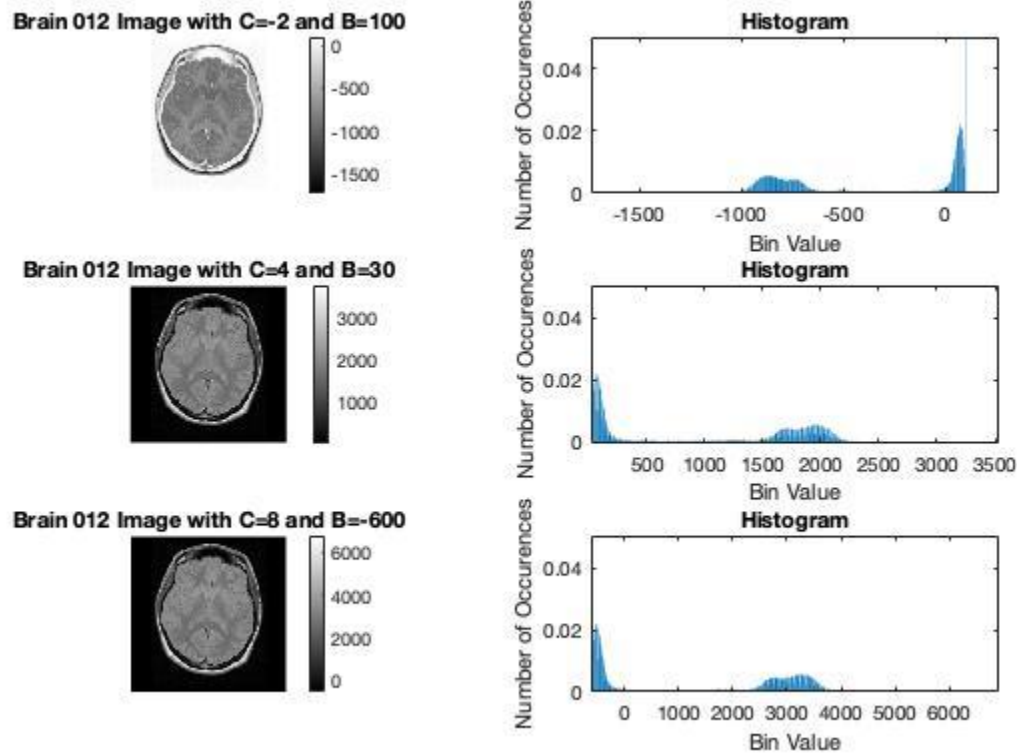 Brain 012 Image with C=-2 and B=100
0
-500
-1000
-1500
Histogram
Number of Occurences
0.04
0.02
0
-1500 -1000 -500 0
Bin Value
Brain 012 Image with C=4 and B=30
3000
2000
1000
Histogram
Number of Occurences
0.04
0.02
0
500 1000 1500 2000 2500 3000 3500
Bin Value
Brain 012 Image with C=8 and B=-600
6000
4000
2000
0
Histogram
Number of Occurences
0.04
0.02
0
0 1000 2000 3000 4000 5000 6000
Bin Value